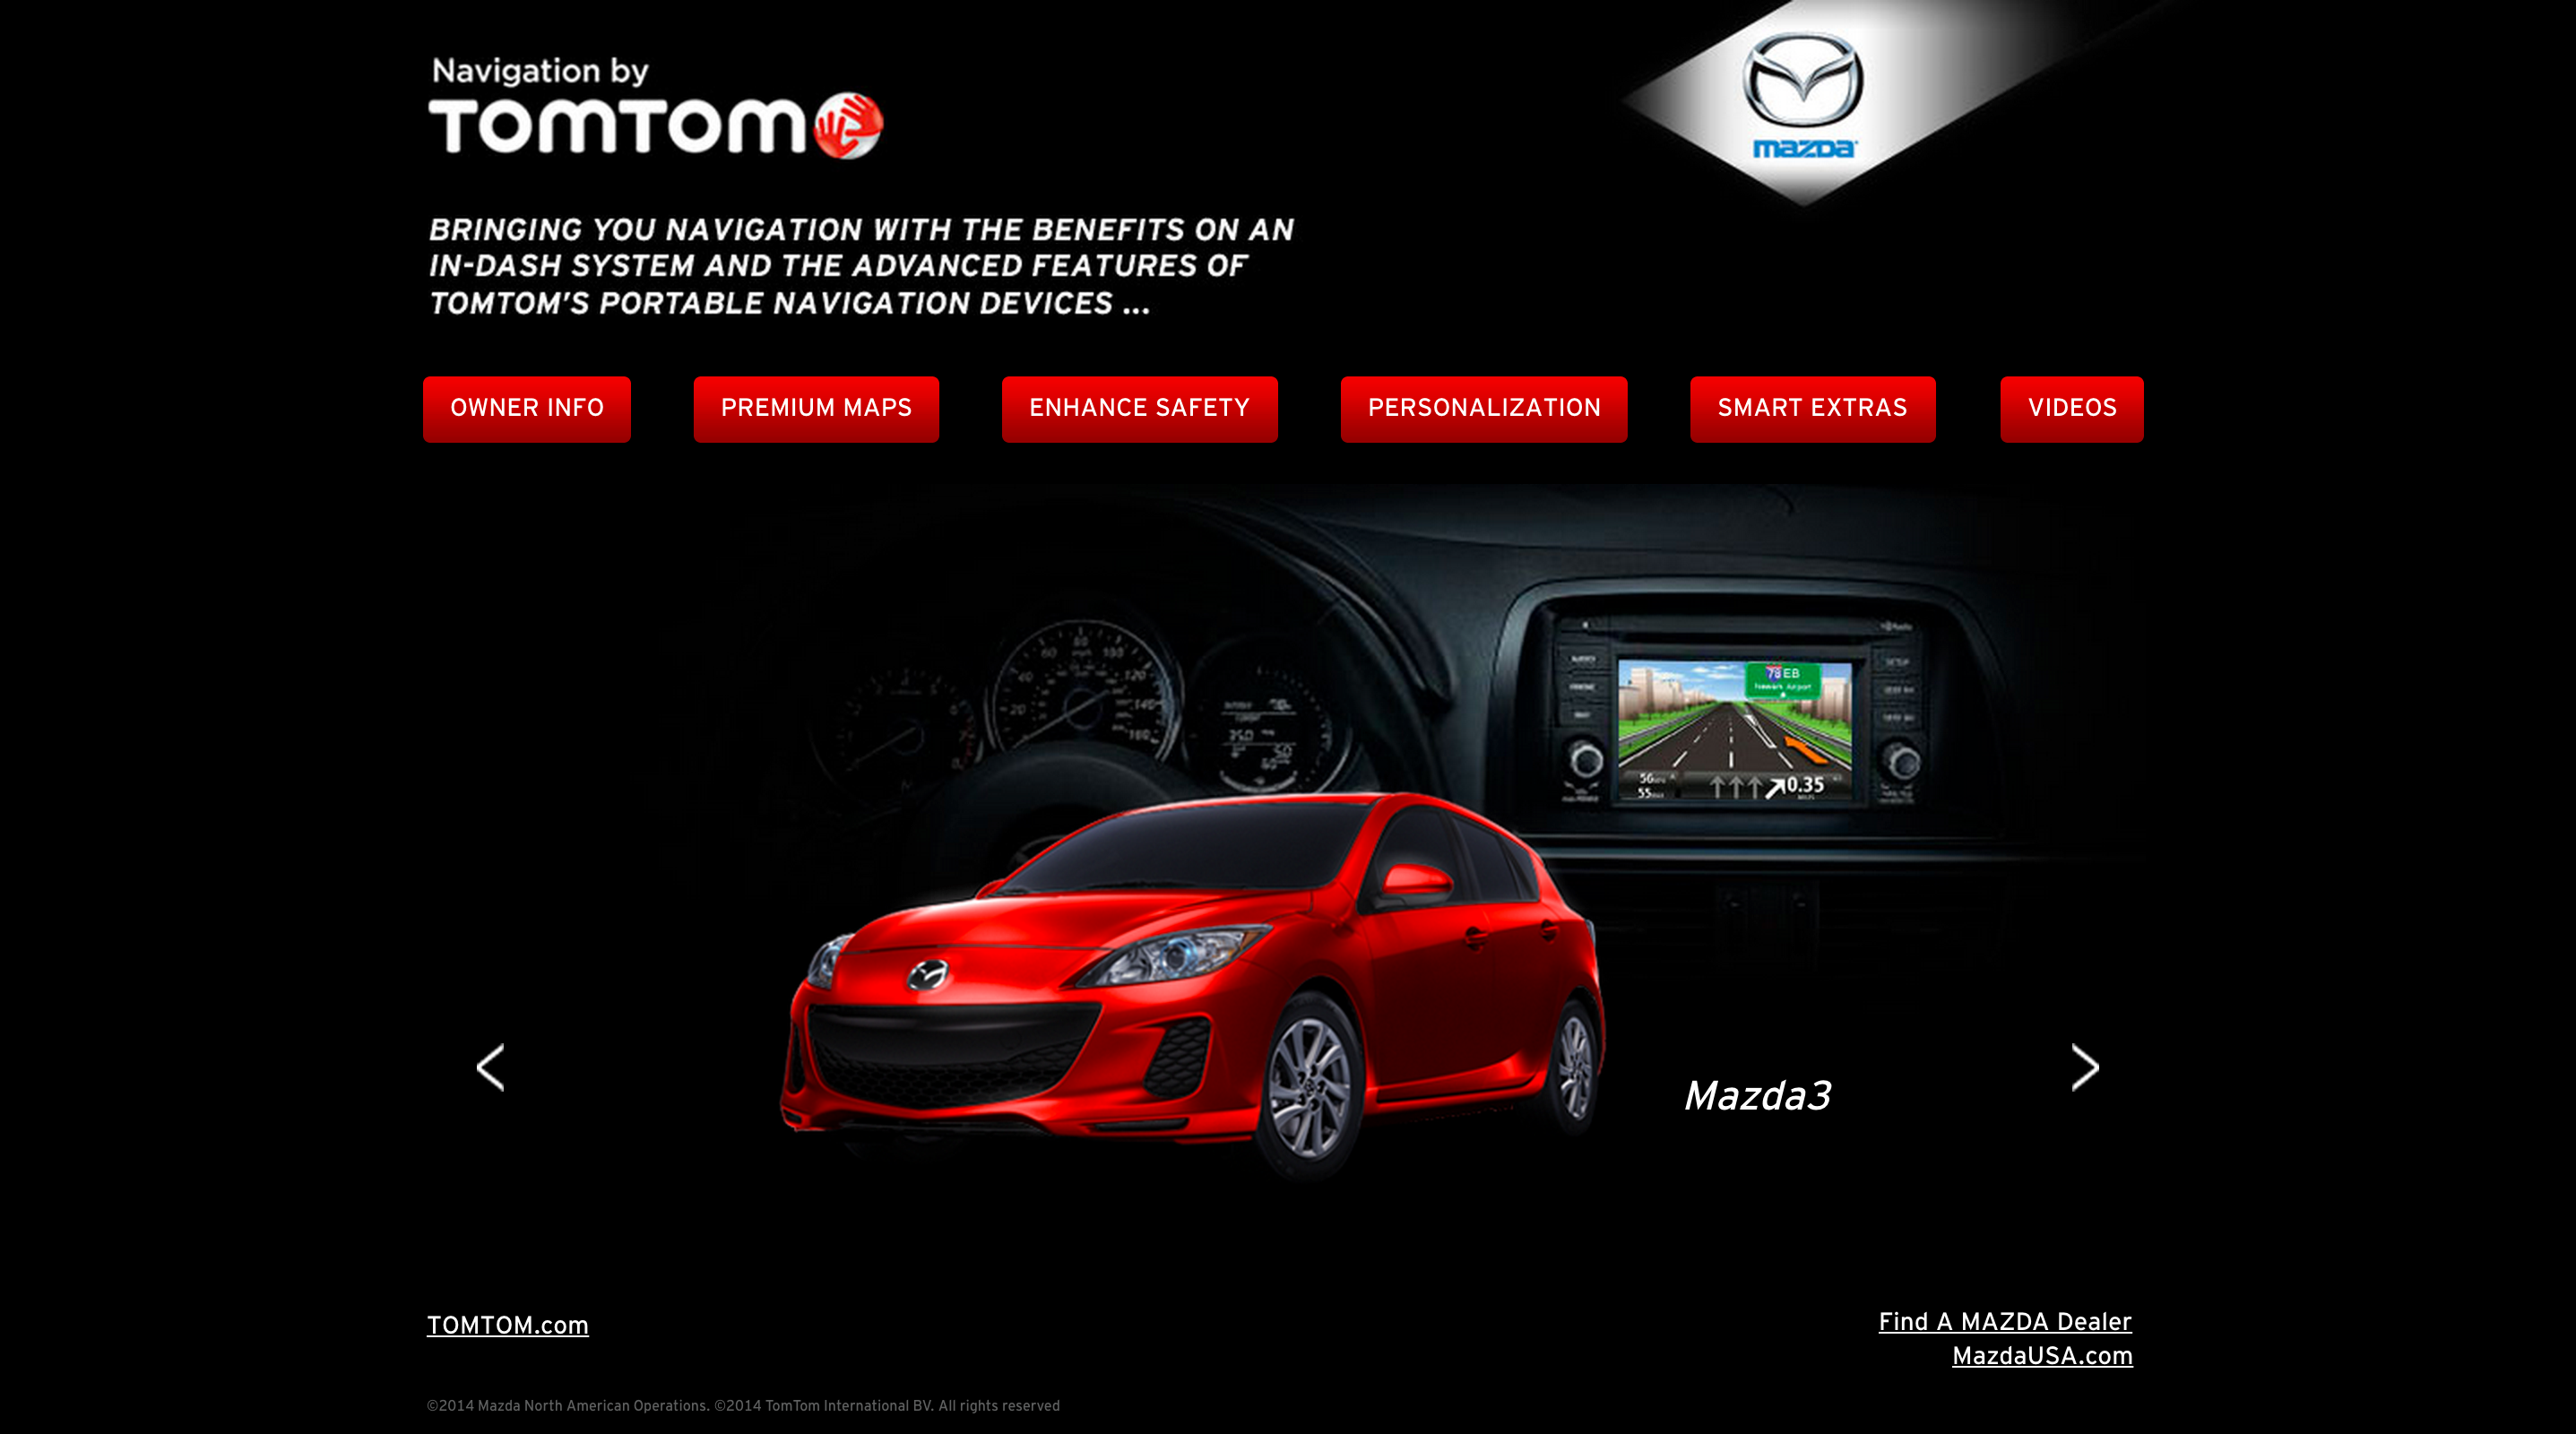 Navigation by
TOMTOM
mazda
BRINGING YOU NAVIGATION WITH THE BENEFITS ON AN
IN-DASH SYSTEM AND THE ADVANCED FEATURES OF
TOMTOM'S PORTABLE NAVIGATION DEVICES ...
OWNER INFO
PREMIUM MAPS
ENHANCE SAFETY
PERSONALIZATION
SMART EXTRAS
VIDEOS
78 EB
56
55
0.35
Mazda3
TOMTOM.com
Find A MAZDA Dealer
MazdaUSA.com
©2014 Mazda North American Operations. ©2014 TomTom International BV. All rights reserved